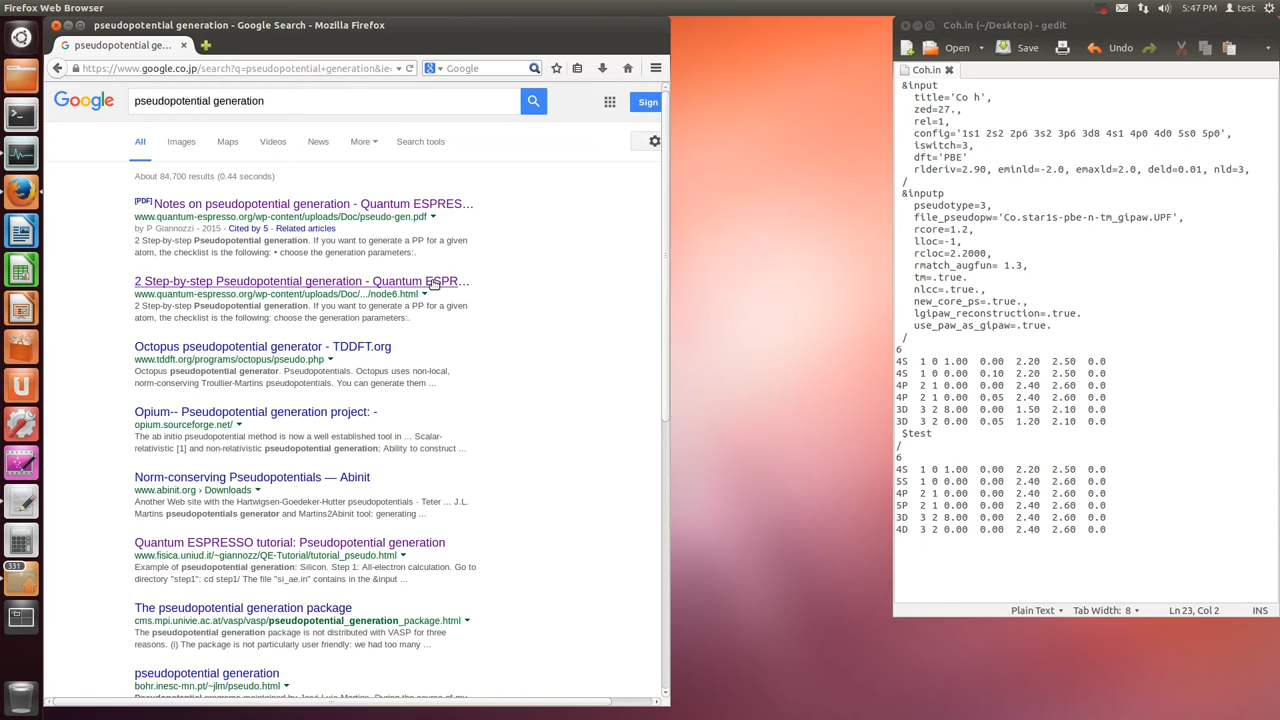 Firefox Web Browser
5:47 PM
test
pseudopotential generation - Google Search - Mozilla Firefox
pseudopotential ge...
https://www.google.co.jp/search?q=pseudopotential+generation&ie=
Google
Google
pseudopotential generation
Sign
All
Images
Maps
Videos
News
More
Search tools
About 84,700 results (0.44 seconds)
[PDF] Notes on pseudopotential generation - Quantum ESPRES...
www.quantum-espresso.org/wp-content/uploads/Doc/pseudo-gen.pdf
by P Giannozzi - 2015 - Cited by 5 - Related articles
2 Step-by-step Pseudopotential generation. If you want to generate a PP for a given
atom, the checklist is the following: • choose the generation parameters:.
2 Step-by-step Pseudopotential generation - Quantum ESPR...
www.quantum-espresso.org/wp-content/uploads/Doc/.../node6.html
2 Step-by-step Pseudopotential generation. If you want to generate a PP for a given
atom, the checklist is the following: choose the generation parameters:.
Octopus pseudopotential generator - TDDFT.org
www.tddft.org/programs/octopus/pseudo.php
Octopus pseudopotential generator. Pseudopotentials. Octopus uses non-local,
norm-conserving Troullier-Martins pseudopotentials. You can generate them ...
Opium-- Pseudopotential generation project: -
opium.sourceforge.net/
The ab initio pseudopotential method is now a well established tool in ... Scalar-
relativistic [1] and non-relativistic pseudopotential generation; Ability to construct ...
Norm-conserving Pseudopotentials — Abinit
www.abinit.org › Downloads
Another Web site with the Hartwigsen-Goedeker-Hutter pseudopotentials · Teter ... J.L.
Martins pseudopotentials generator and Martins2Abinit tool: generating ...
Quantum ESPRESSO tutorial: Pseudopotential generation
www.fisica.uniud.it/~giannozz/QE-Tutorial/tutorial_pseudo.html
Example of pseudopotential generation: Silicon. Step 1: All-electron calculation. Go to
directory "step1": cd step1/ The file "si_ae.in" contains in the &input ...
The pseudopotential generation package
cms.mpi.univie.ac.at/vasp/vasp/pseudopotential_generation_package.html
The pseudopotential generation package is not distributed with VASP for three
reasons. (i) The package is not particularly user friendly: we had too many ...
pseudopotential generation
bohr.inesc-mn.pt/~jlm/pseudo.html
331
Coh.in (~/Desktop) - gedit
Open
Save
Undo
Coh.in
&input
title='Co h',
zed=27.,
rel=1,
config='1s1 2s2 2p6 3s2 3p6 3d8 4s1 4p0 4d0 5s0 5p0',
iswitch=3,
dft='PBE'
rlderiv=2.90, eminld=-2.0, emaxld=2.0, deld=0.01, nld=3,
/
&inputp
pseudotype=3,
file_pseudopw='Co.star1s-pbe-n-tm_gipaw.UPF',
rcore=1.2,
lloc=-1,
rcloc=2.2000,
rmatch_augfun= 1.3,
tm=.true.
nlcc=.true.,
new_core_ps=.true.,
lgipaw_reconstruction=.true.
use_paw_as_gipaw=.true.
/
6
4S 1 0 1.00 0.00 2.20 2.50 0.0
4S 1 0 0.00 0.10 2.20 2.50 0.0
4P 2 1 0.00 0.00 2.40 2.60 0.0
4P 2 1 0.00 0.05 2.40 2.60 0.0
3D 3 2 8.00 0.00 1.50 2.10 0.0
3D 3 2 0.00 0.05 1.20 2.10 0.0
$test
/
6
4S 1 0 1.00 0.00 2.20 2.50 0.0
5S 1 0 0.00 0.00 2.40 2.60 0.0
4P 2 1 0.00 0.00 2.40 2.60 0.0
5P 2 1 0.00 0.00 2.40 2.60 0.0
3D 3 2 8.00 0.00 2.40 2.60 0.0
4D 3 2 0.00 0.00 2.40 2.60 0.0
Plain Text
Tab Width: 8
Ln 23, Col 2
INS